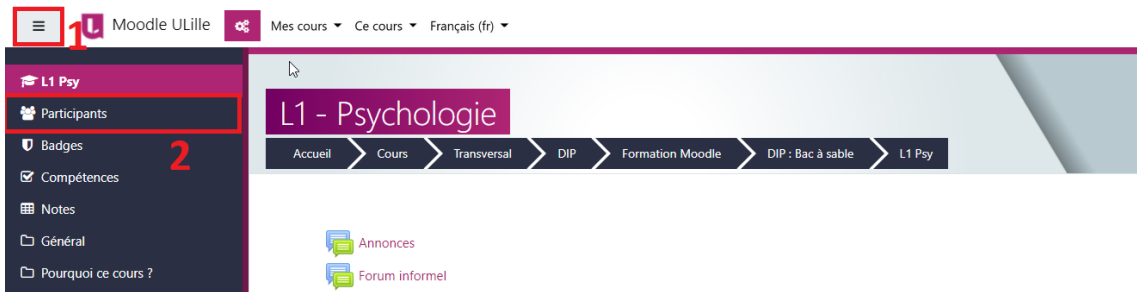 1 Moodle ULille Mes cours Ce cours Français (fr)
L1 Psy
Participants
Badges
2
Compétences
Notes
Général
Pourquoi ce cours ?
L1 - Psychologie
Accueil Cours Transversal DIP Formation Moodle DIP : Bac à sable L1 Psy
Annonces
Forum informel